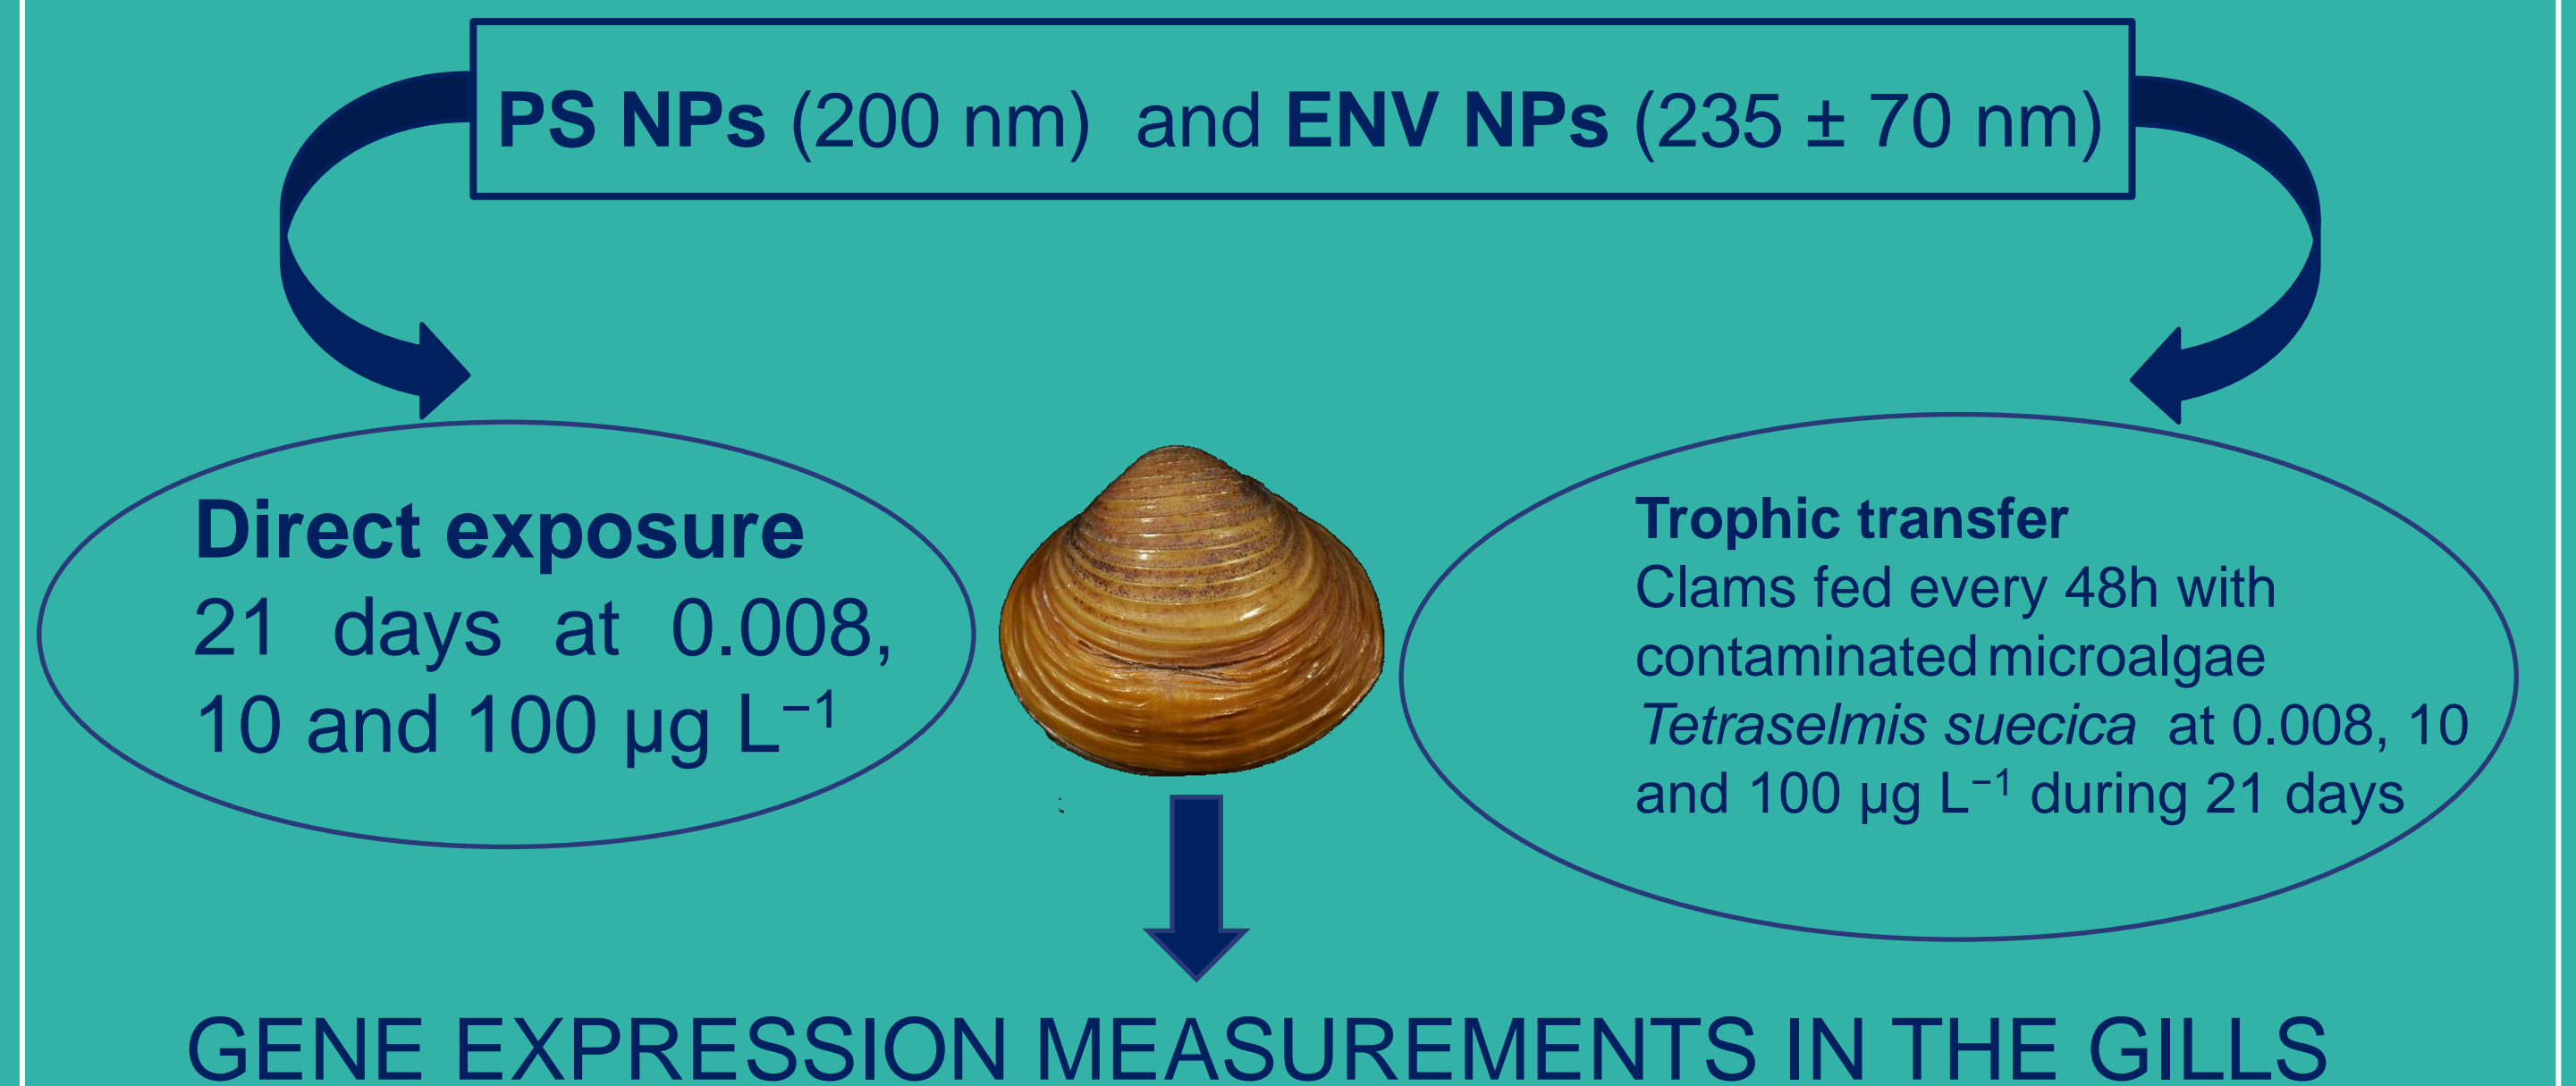 PS NPs (200 nm) and ENV NPs (235 ± 70 nm)
Direct exposure
21 days at 0.008,
10 and 100 µg L⁻¹
Trophic transfer
Clams fed every 48h with
contaminated microalgae
Tetraselmis suecica at 0.008, 10
and 100 µg L⁻¹ during 21 days
GENE EXPRESSION MEASUREMENTS IN THE GILLS